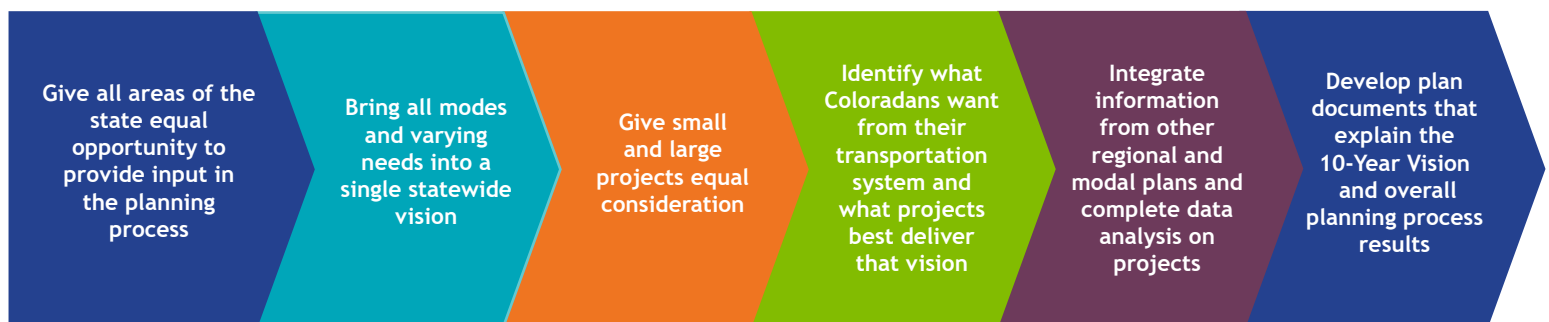 Give all areas of the
state equal
opportunity to
provide input in
the planning
process
Bring all modes
and varying
needs into a
single statewide
vision
Give small
and large
projects equal
consideration
Identify what
Coloradans want
from their
transportation
system and
what projects
best deliver
that vision
Integrate
information
from other
regional and
modal plans and
complete data
analysis on
projects
Develop plan
documents that
explain the
10-Year Vision
and overall
planning process
results